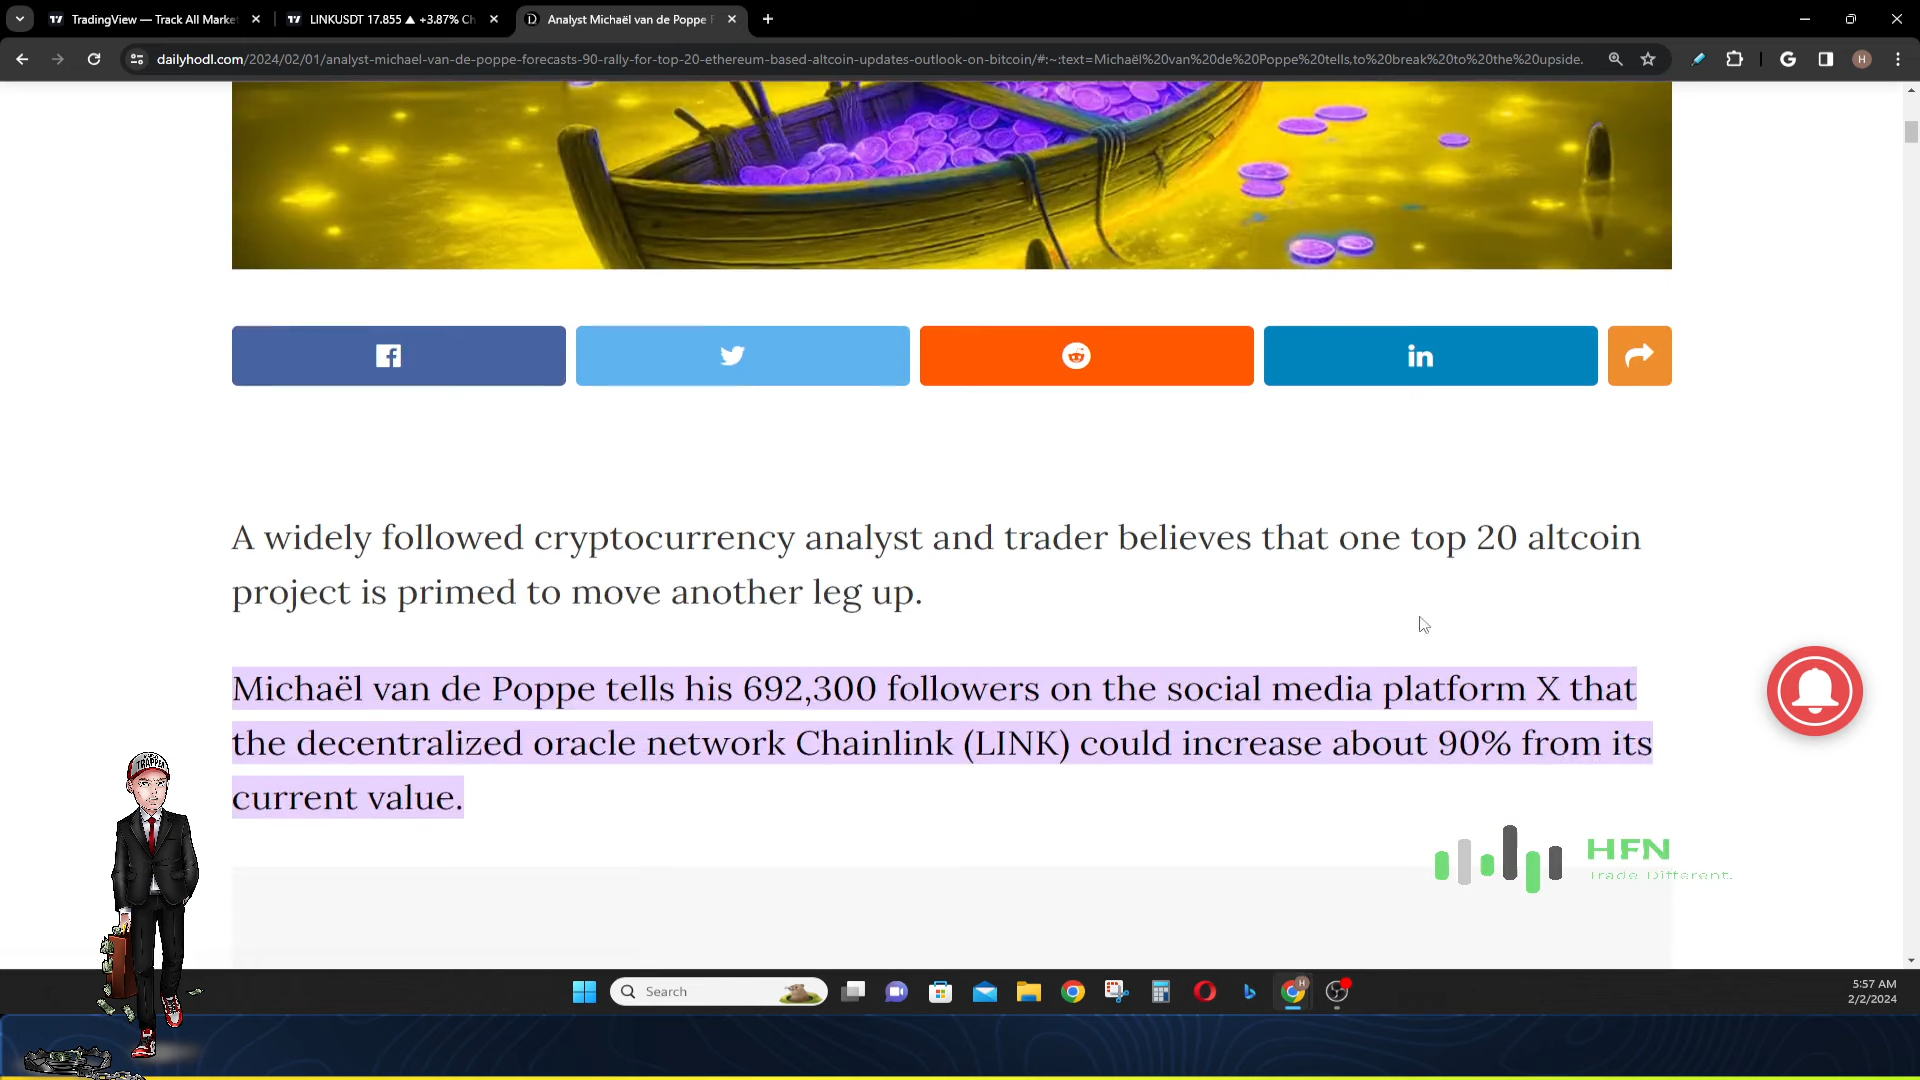 TradingView — Track All Marke
LINKUSDT 17.855 ▲ +3.87% Ch
Analyst Michaël van de Poppe F
dailyhodl.com/2024/02/01/analyst-michael-van-de-poppe-forecasts-90-rally-for-top-20-ethereum-based-altcoin-updates-outlook-on-bitcoin/#:~:text=Michaël%20van%20de%20Poppe%20tells,to%20break%20to%20the%20upside.
H
A widely followed cryptocurrency analyst and trader believes that one top 20 altcoin
project is primed to move another leg up.
Michaël van de Poppe tells his 692,300 followers on the social media platform X that
the decentralized oracle network Chainlink (LINK) could increase about 90% from its
current value.
TRAPPER
HFN
Trade Different.
Search
H
5:57 AM
2/2/2024